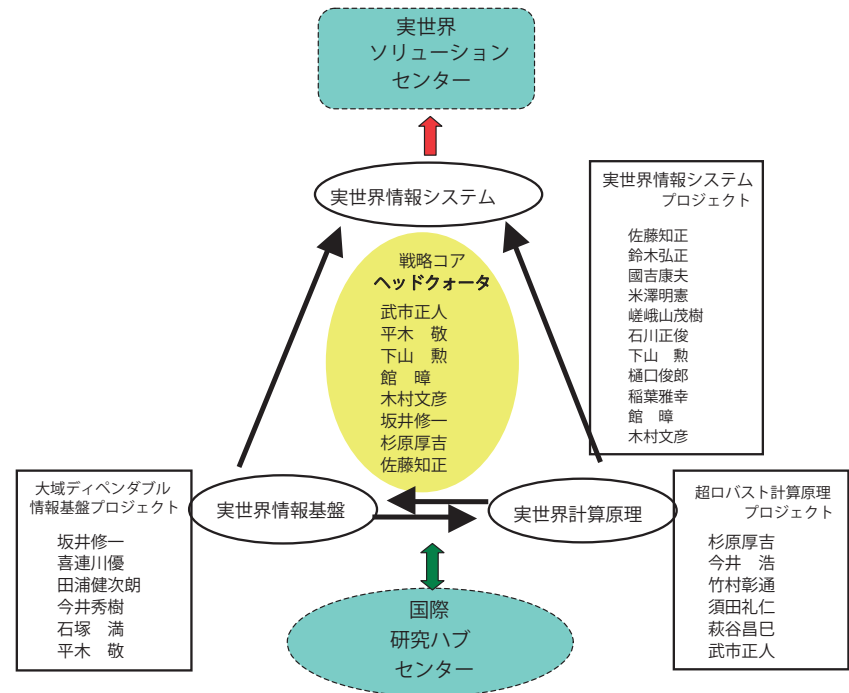 実世界
ソリューション
センター
実世界情報システム
戦略コア
ヘッドクォータ
武市正人
平木　敬
下山　勲
館　暲
木村文彦
坂井修一
杉原厚吉
佐藤知正
実世界情報システム
プロジェクト
佐藤知正
鈴木弘正
國吉康夫
米澤明憲
嵯峨山茂樹
石川正俊
下山　勲
樋口俊郎
稲葉雅幸
館　暲
木村文彦
大域ディペンダブル
情報基盤プロジェクト
坂井修一
喜連川優
田浦健次朗
今井秀樹
石塚　満
平木　敬
実世界情報基盤
実世界計算原理
超ロバスト計算原理
プロジェクト
杉原厚吉
今井　浩
竹村彰通
須田礼仁
萩谷昌巳
武市正人
国際
研究ハブ
センター